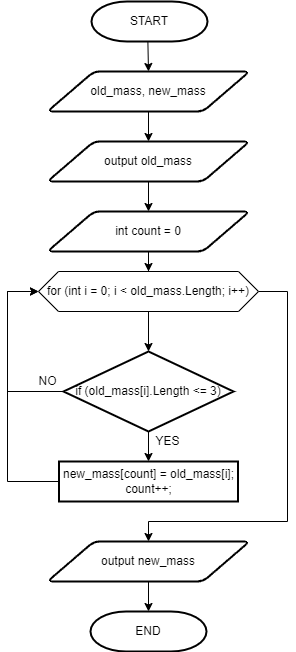 START
old_mass, new_mass
output old_mass
int count = 0
for (int i = 0; i < old_mass.Length; i++)
NO
if (old_mass[i].Length <= 3)
YES
new_mass[count] = old_mass[i];
count++;
output new_mass
END